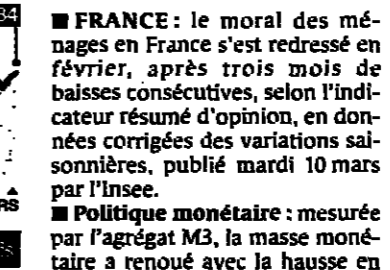 84
■ FRANCE : le moral des mé-
nages en France s'est redressé en
février, après trois mois de
baisses consécutives, selon l'indi-
cateur résumé d'opinion, en don-
nées corrigées des variations sai-
sonnières, publié mardi 10 mars
par l'Insee.
RS
■ Politique monétaire : mesurée
par l'agrégat M3, la masse moné-
taire a renoué avec la hausse en